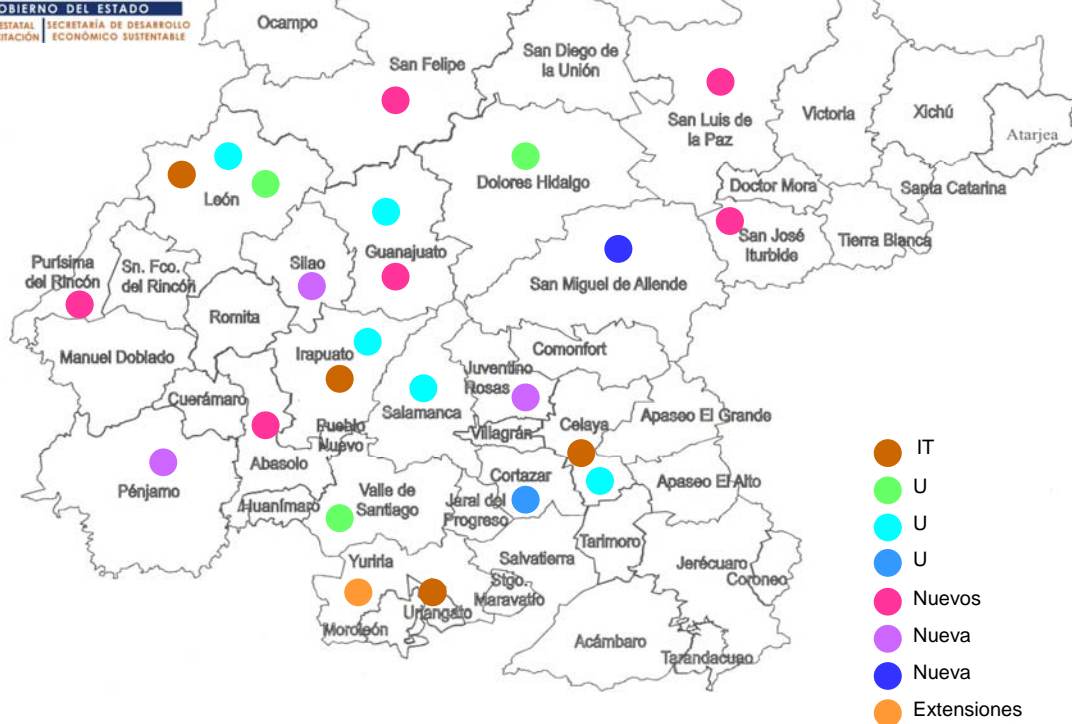 GOBIERNO DEL ESTADO
ESTATAL SECRETARÍA DE DESARROLLO
CITACIÓN ECONÓMICO SUSTENTABLE
Ocampo
San Felipe
San Diego de
la Unión
San Luis de
la Paz
Victoria
Xichú
Atarjea
León
Dolores Hidalgo
Doctor Mora
Santa Catarina
Guanajuato
San José
Iturbide
Tierra Blanca
Purísima
del Rincón
Sn. Fco.
del Rincón
Silao
San Miguel de Allende
Romita
Manuel Doblado
Irapuato
Comonfort
Juventino
Rosas
Cuerámaro
Salamanca
Celaya
Apaseo El Grande
Pueblo
Nuevo
Villagrán
Abasolo
Cortazar
Apaseo El Alto
Pénjamo
Huanímaro
Valle de
Santiago
Jaral del
Progreso
Tarimoro
Yuriria
Salvatierra
Jerécuaro
Coroneo
Stgo.
Maravatío
Uriangato
Moroleón
Acámbaro
Tarandacuao
IT
U
U
U
Nuevos
Nueva
Nueva
Extensiones